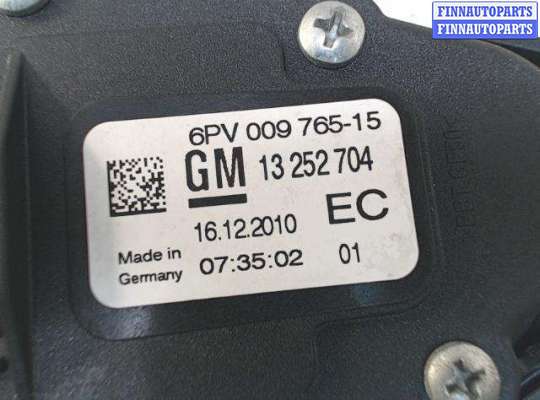 FINNAUTOPARTS
FINNAUTOPARTS
6PV 009 765-15
GM 13 252 704
16.12.2010 EC
Made in
Germany
07:35:02 01